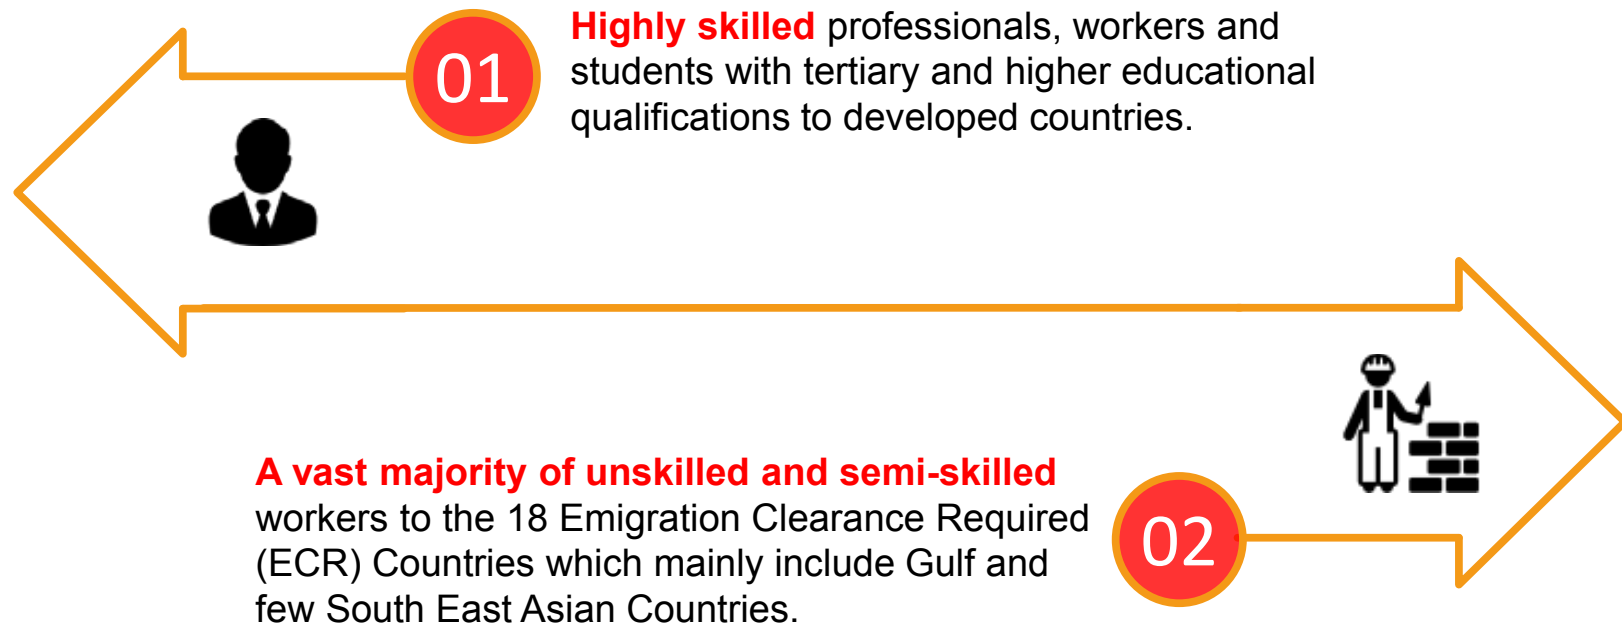 01
Highly skilled professionals, workers and
students with tertiary and higher educational
qualifications to developed countries.
A vast majority of unskilled and semi-skilled
workers to the 18 Emigration Clearance Required
(ECR) Countries which mainly include Gulf and
few South East Asian Countries.
02